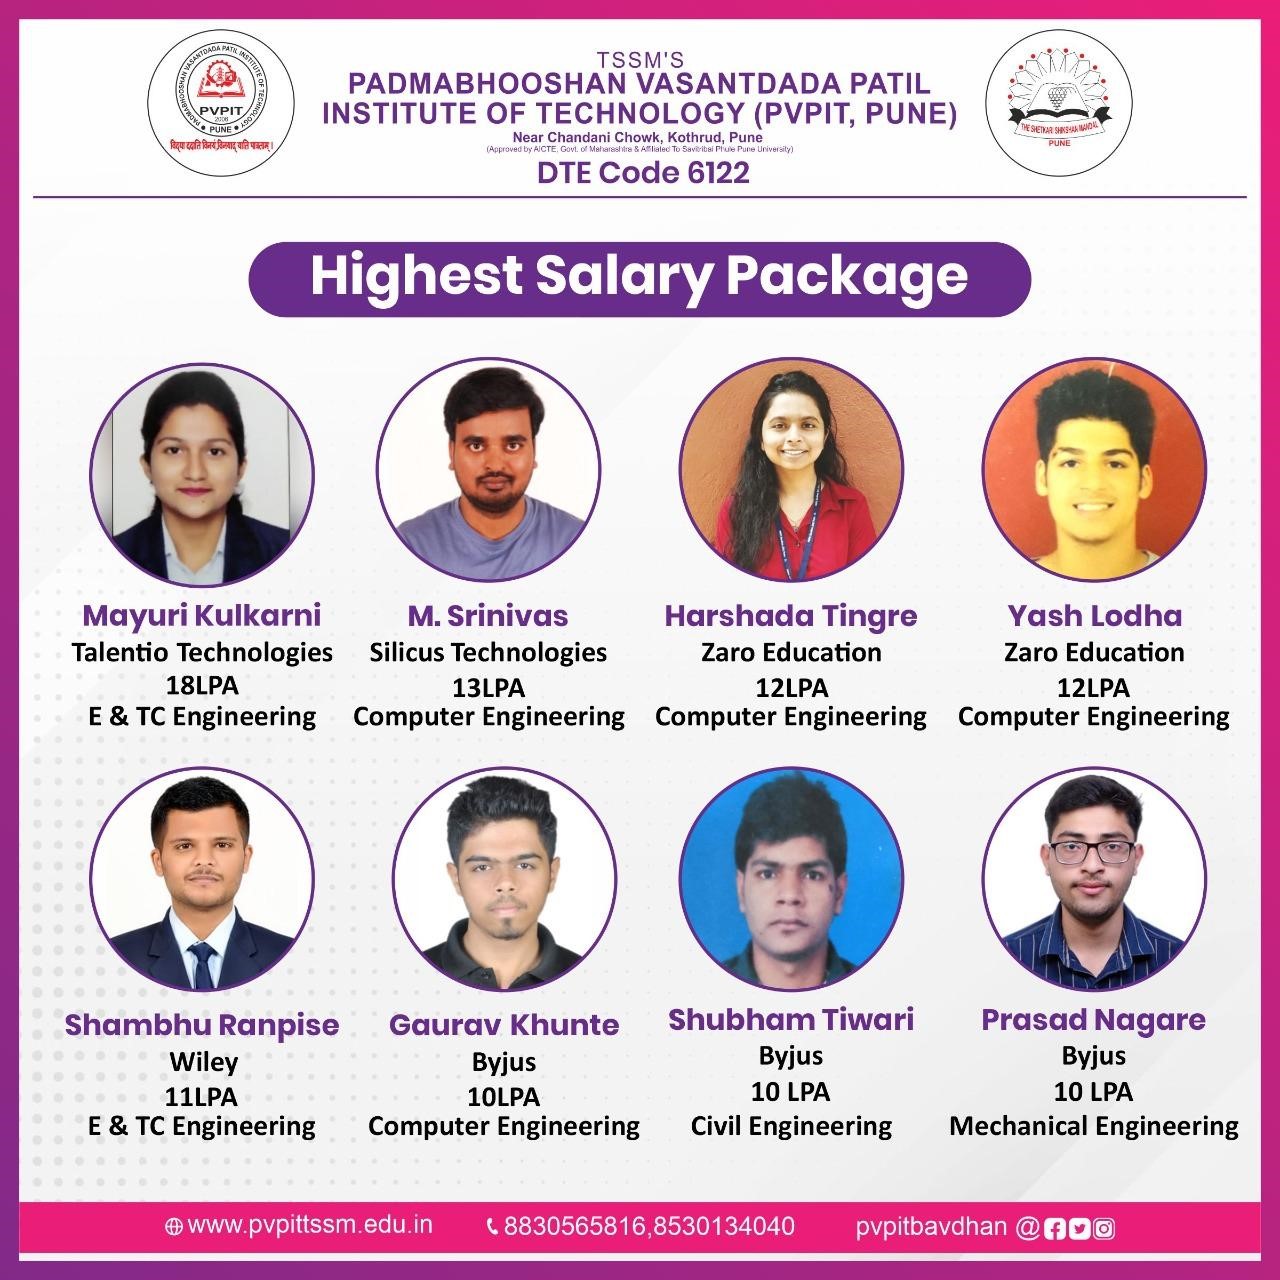 PADMABHOOSHAN VASANTDADA PATIL INSTITUTE OF TECHNOLOGY
PVPIT
2006
• PUNE •
विद्या ददाति विनयं, विनयाद् याति पात्रताम् ।
TSSM'S
PADMABHOOSHAN VASANTDADA PATIL
INSTITUTE OF TECHNOLOGY (PVPIT, PUNE)
Near Chandani Chowk, Kothrud, Pune
(Approved by AICTE, Govt. of Maharashtra & Affiliated To Savitribai Phule Pune University)
DTE Code 6122
THE SHETKARI SHIKSHAN MANDAL
PUNE
Highest Salary Package
Mayuri Kulkarni
Talentio Technologies
18LPA
E & TC Engineering
M. Srinivas
Silicus Technologies
13LPA
Computer Engineering
Harshada Tingre
Zaro Education
12LPA
Computer Engineering
Yash Lodha
Zaro Education
12LPA
Computer Engineering
Shambhu Ranpise
Wiley
11LPA
E & TC Engineering
Gaurav Khunte
Byjus
10LPA
Computer Engineering
Shubham Tiwari
Byjus
10 LPA
Civil Engineering
Prasad Nagare
Byjus
10 LPA
Mechanical Engineering
www.pvpittssm.edu.in
8830565816,8530134040
pvpitbavdhan @